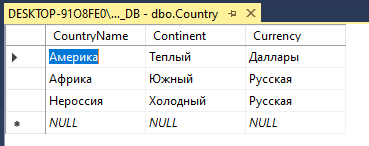 DESKTOP-91O8FE0\..._DB - dbo.Country
CountryName Continent Currency
Америка Теплый Даллары
Африка Южный Русская
Нероссия Холодный Русская
NULL NULL NULL